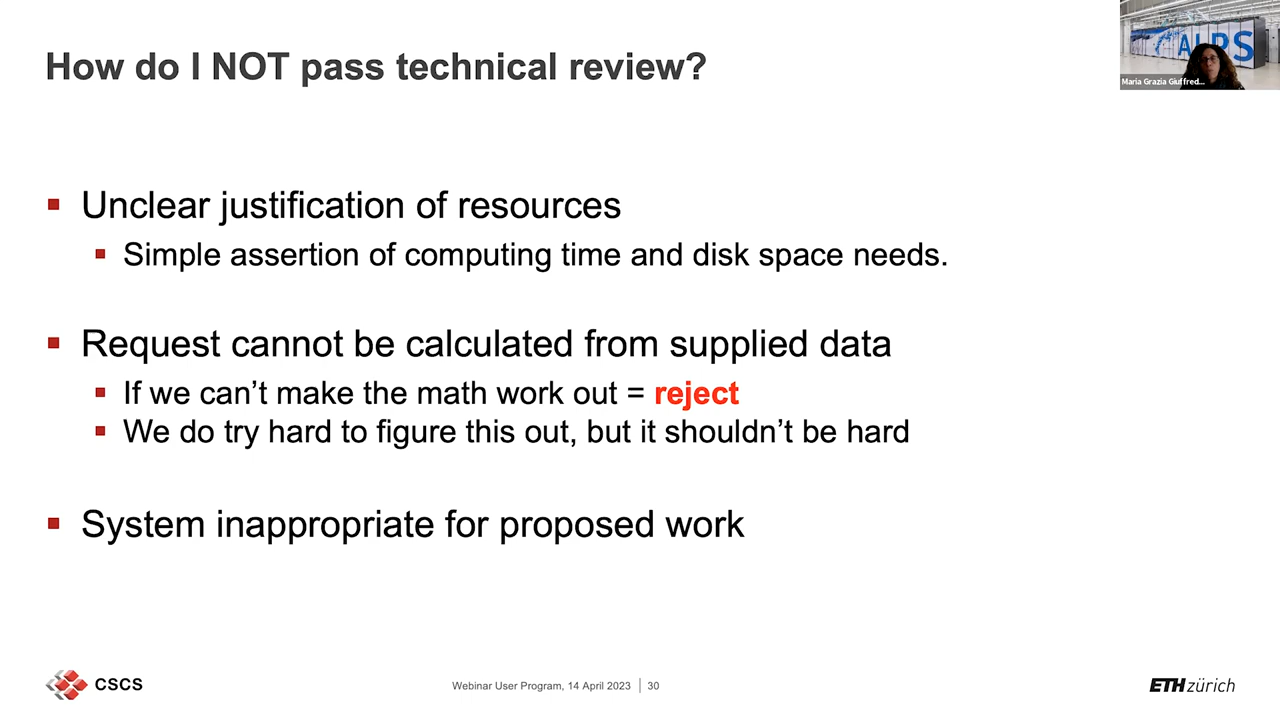 How do I NOT pass technical review?
ALPS
Maria Grazia Giuffred...
Unclear justification of resources
Simple assertion of computing time and disk space needs.
Request cannot be calculated from supplied data
If we can’t make the math work out = reject
We do try hard to figure this out, but it shouldn’t be hard
System inappropriate for proposed work
CSCS
Webinar User Program, 14 April 2023 | 30
ETH zürich